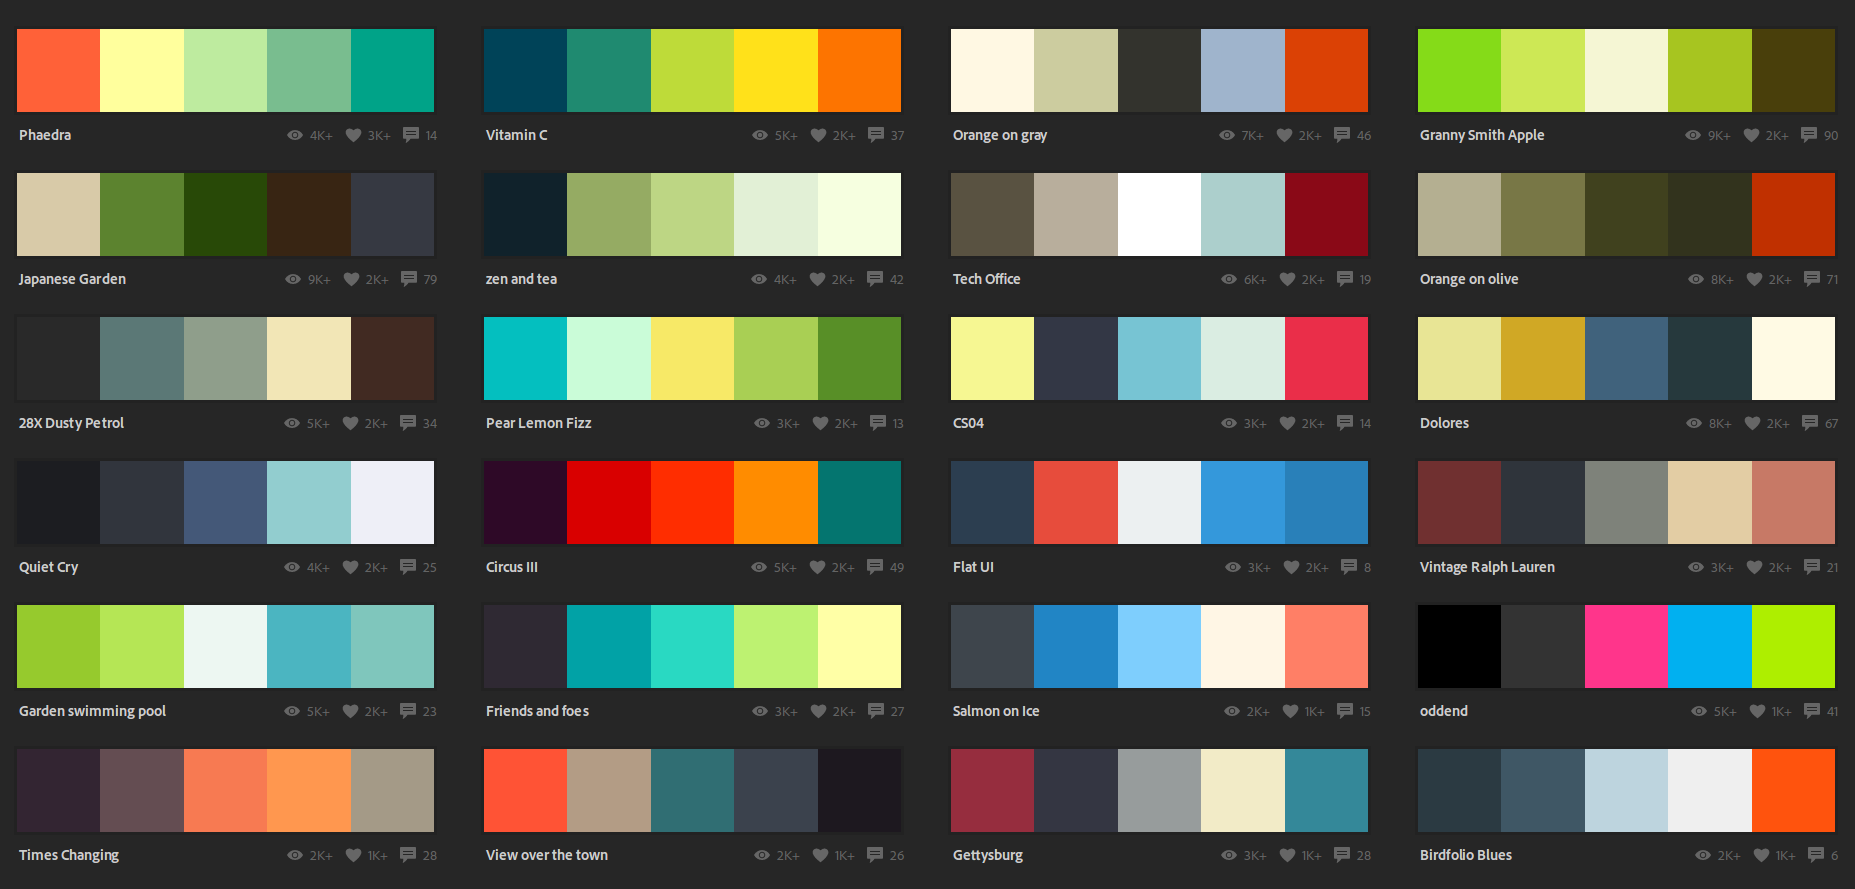 Phaedra 4K+ 3K+ 14
Vitamin C 5K+ 2K+ 37
Orange on gray 7K+ 2K+ 46
Granny Smith Apple 9K+ 2K+ 90
Japanese Garden 9K+ 2K+ 79
zen and tea 4K+ 2K+ 42
Tech Office 6K+ 2K+ 19
Orange on olive 8K+ 2K+ 71
28X Dusty Petrol 5K+ 2K+ 34
Pear Lemon Fizz 3K+ 2K+ 13
CS04 3K+ 2K+ 14
Dolores 8K+ 2K+ 67
Quiet Cry 4K+ 2K+ 25
Circus III 5K+ 2K+ 49
Flat UI 3K+ 2K+ 8
Vintage Ralph Lauren 3K+ 2K+ 21
Garden swimming pool 5K+ 2K+ 23
Friends and foes 3K+ 2K+ 27
Salmon on Ice 2K+ 1K+ 15
oddend 5K+ 1K+ 41
Times Changing 2K+ 1K+ 28
View over the town 2K+ 1K+ 26
Gettysburg 3K+ 1K+ 28
Birdfolio Blues 2K+ 1K+ 6